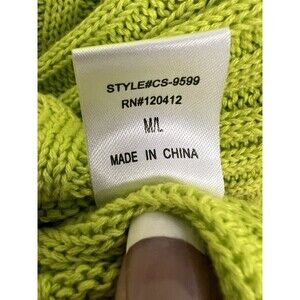 STYLE#CS-9599
RN#120412
M/L
MADE IN CHINA